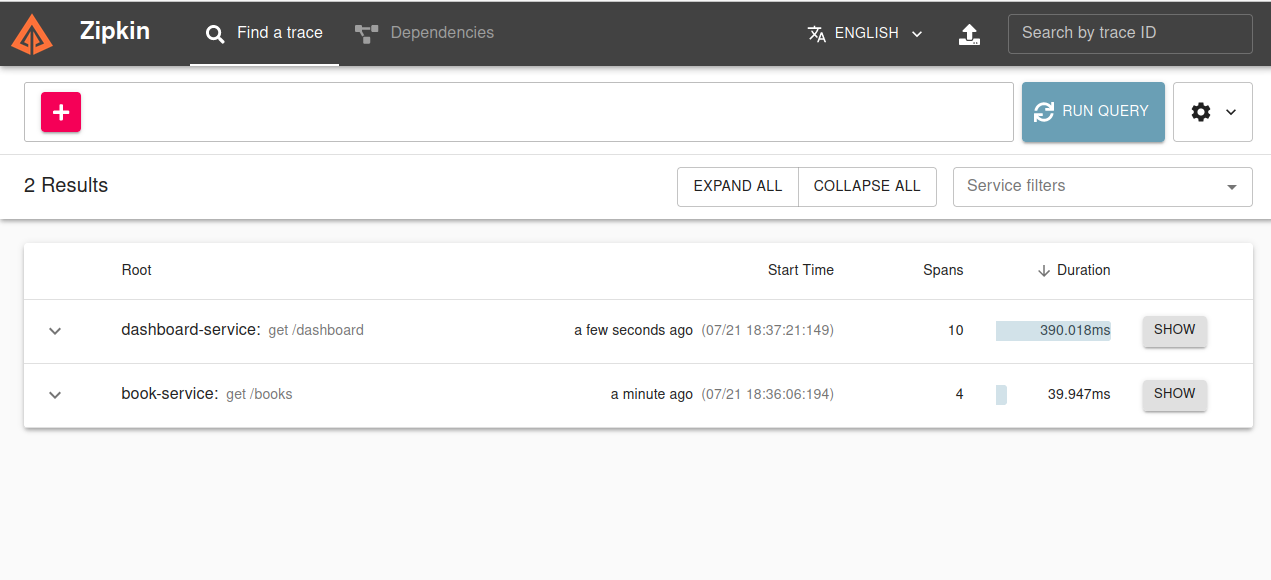 Zipkin Find a trace Dependencies ENGLISH Search by trace ID
RUN QUERY
2 Results EXPAND ALL COLLAPSE ALL Service filters
Root Start Time Spans Duration
dashboard-service: get /dashboard a few seconds ago (07/21 18:37:21:149) 10 390.018ms SHOW
book-service: get /books a minute ago (07/21 18:36:06:194) 4 39.947ms SHOW